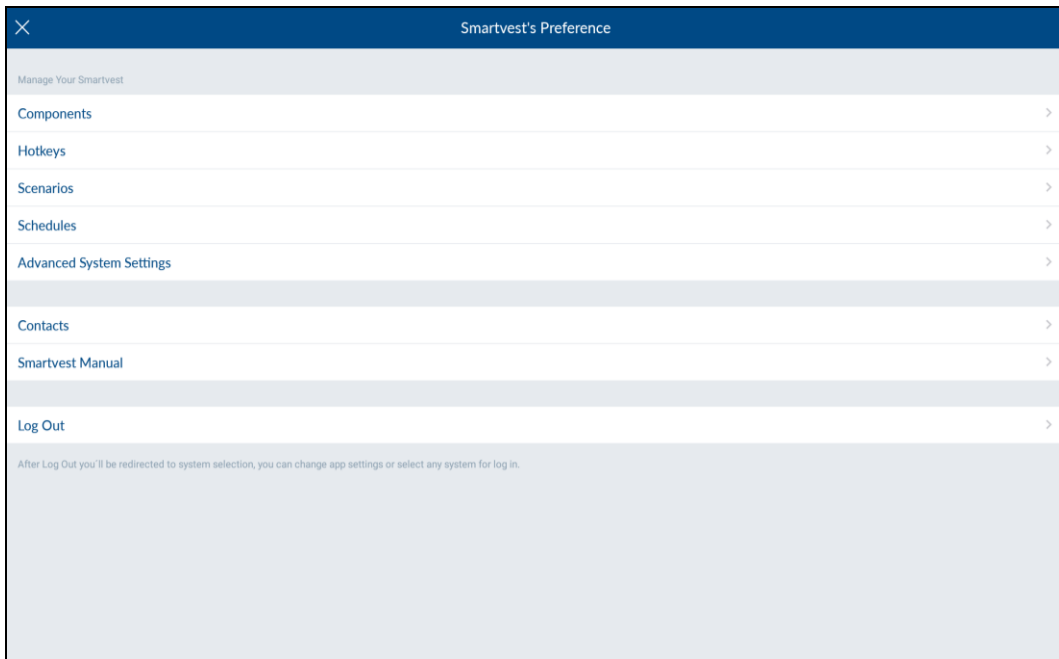 Smartvest's Preference
Manage Your Smartvest
Components
Hotkeys
Scenarios
Schedules
Advanced System Settings
Contacts
Smartvest Manual
Log Out
After Log Out you`ll be redirected to system selection, you can change app settings or select any system for log in.